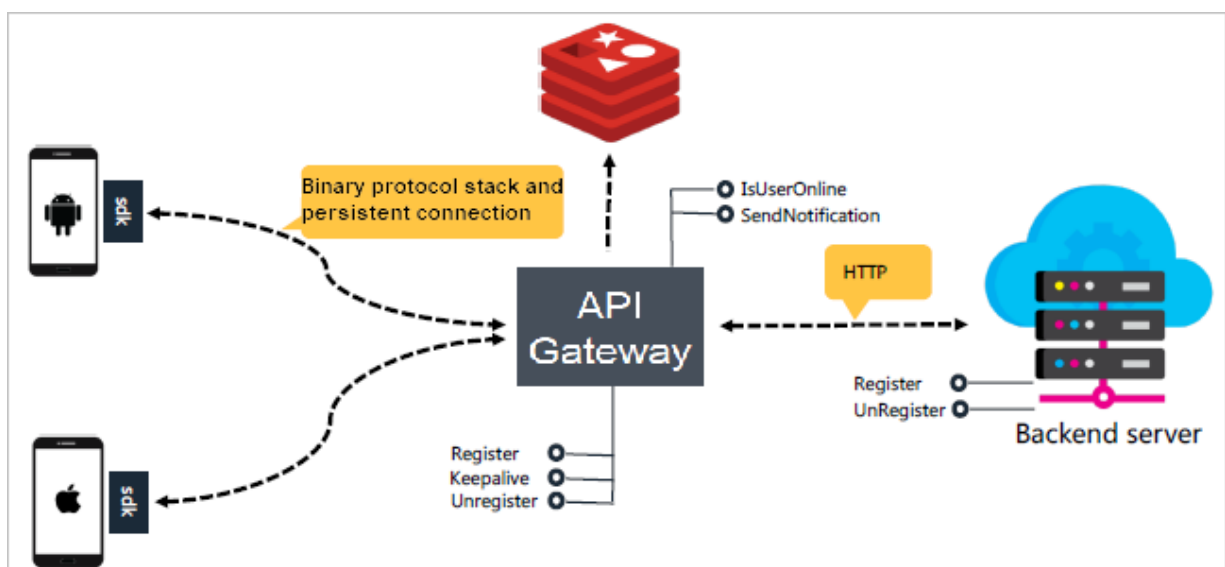 Binary protocol stack and
persistent connection
sdk
IsUserOnline
SendNotification
HTTP
API
Gateway
Register
UnRegister
Backend server
Register
Keepalive
Unregister
sdk